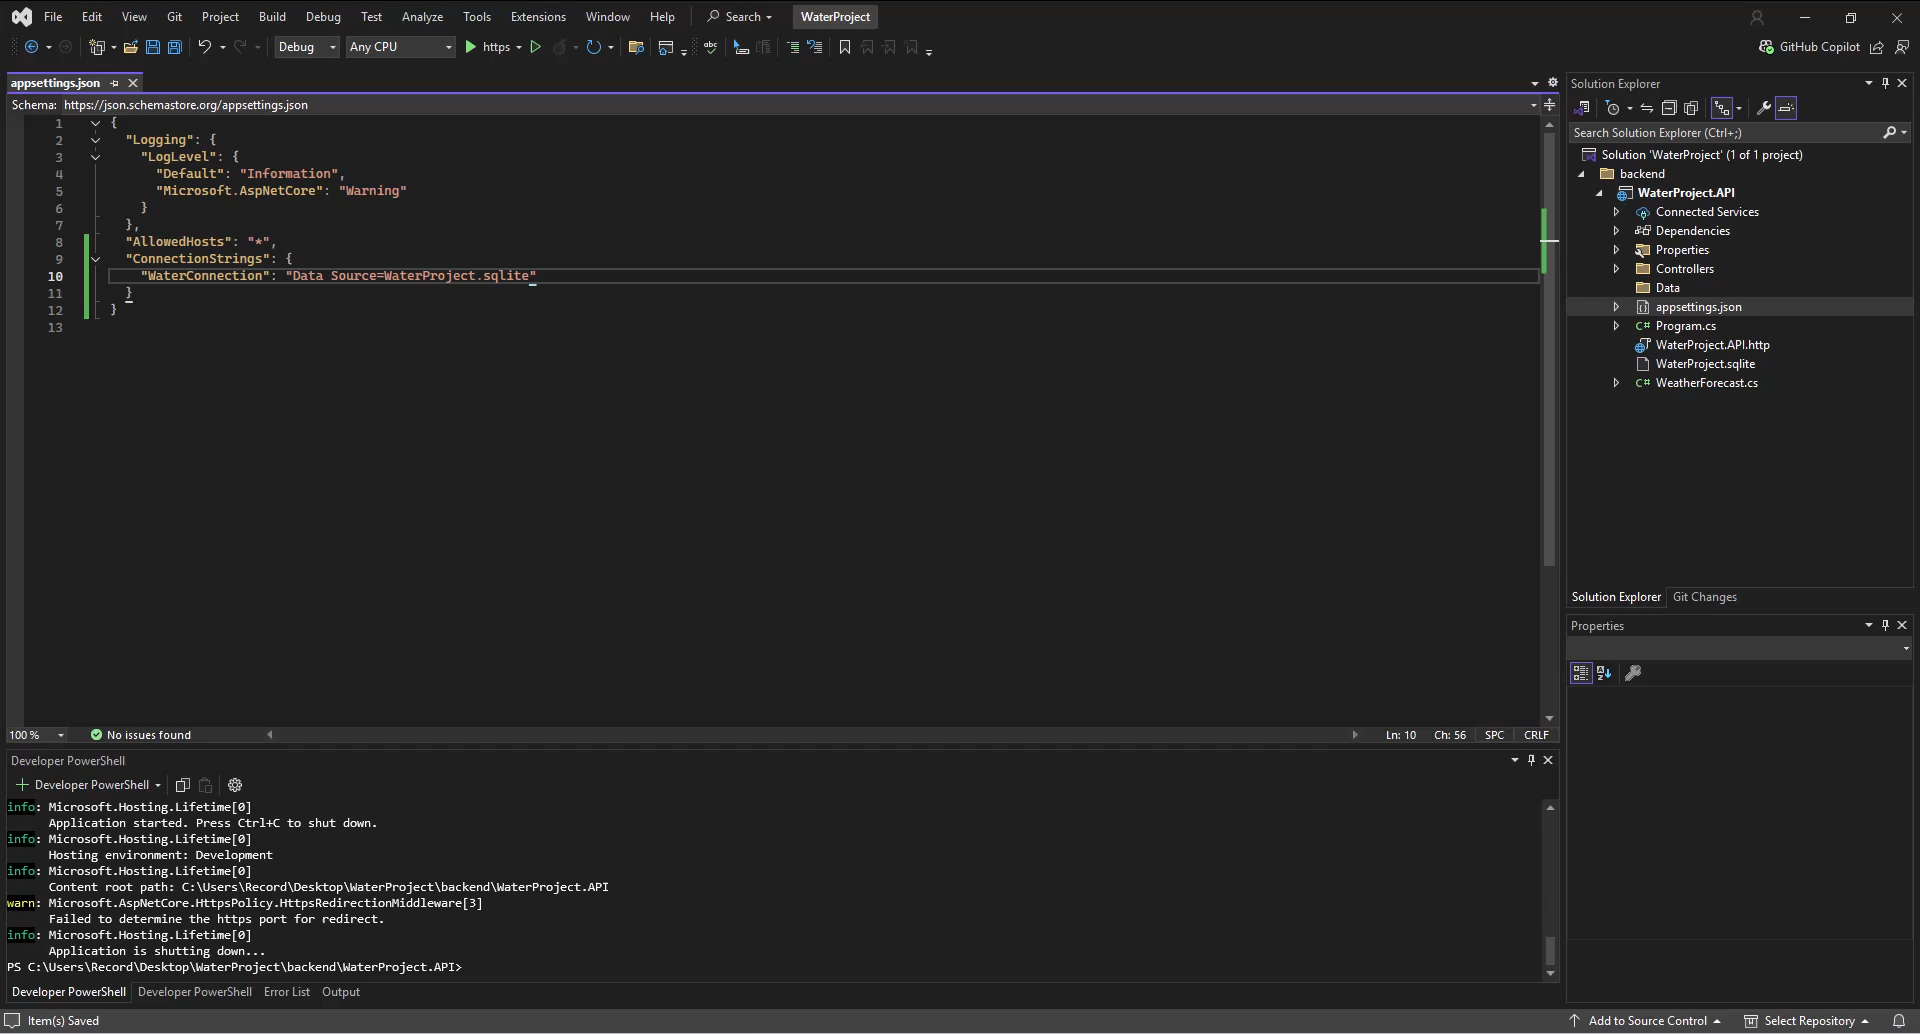 File Edit View Git Project Build Debug Test Analyze Tools Extensions Window Help Search WaterProject
Debug Any CPU https GitHub Copilot
appsettings.json
Schema: https://json.schemastore.org/appsettings.json
1 {
2 "Logging": {
3 "LogLevel": {
4 "Default": "Information",
5 "Microsoft.AspNetCore": "Warning"
6 }
7 },
8 "AllowedHosts": "*",
9 "ConnectionStrings": {
10 "WaterConnection": "Data Source=WaterProject.sqlite"
11 }
12 }
13
100 % No issues found Ln: 10 Ch: 56 SPC CRLF
Developer PowerShell
Developer PowerShell
info: Microsoft.Hosting.Lifetime[0]
Application started. Press Ctrl+C to shut down.
info: Microsoft.Hosting.Lifetime[0]
Hosting environment: Development
info: Microsoft.Hosting.Lifetime[0]
Content root path: C:\Users\Record\Desktop\WaterProject\backend\WaterProject.API
warn: Microsoft.AspNetCore.HttpsPolicy.HttpsRedirectionMiddleware[3]
Failed to determine the https port for redirect.
info: Microsoft.Hosting.Lifetime[0]
Application is shutting down...
PS C:\Users\Record\Desktop\WaterProject\backend\WaterProject.API>
Developer PowerShell Developer PowerShell Error List Output
Solution Explorer
Search Solution Explorer (Ctrl+;)
Solution 'WaterProject' (1 of 1 project)
backend
WaterProject.API
Connected Services
Dependencies
Properties
Controllers
Data
appsettings.json
C# Program.cs
WaterProject.API.http
WaterProject.sqlite
C# WeatherForecast.cs
Solution Explorer Git Changes
Properties
Item(s) Saved Add to Source Control Select Repository